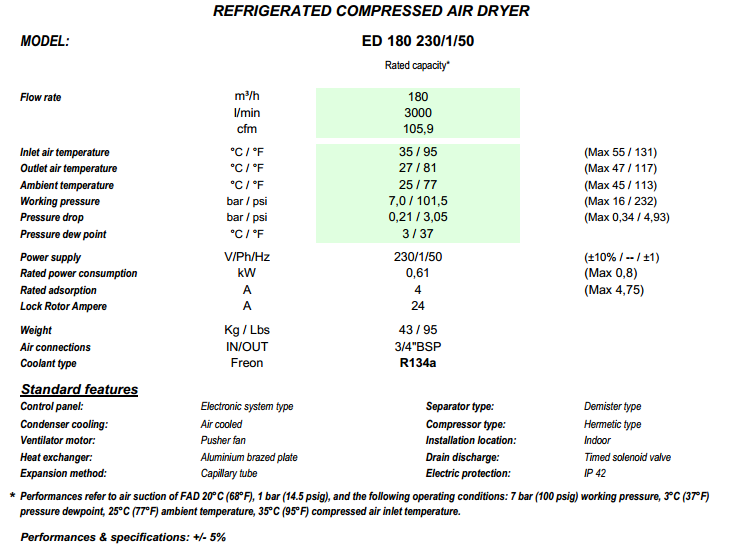 REFRIGERATED COMPRESSED AIR DRYER
MODEL: ED 180 230/1/50
Rated capacity*
Flow rate m³/h 180
l/min 3000
cfm 105,9
Inlet air temperature °C / °F 35 / 95 (Max 55 / 131)
Outlet air temperature °C / °F 27 / 81 (Max 47 / 117)
Ambient temperature °C / °F 25 / 77 (Max 45 / 113)
Working pressure bar / psi 7,0 / 101,5 (Max 16 / 232)
Pressure drop bar / psi 0,21 / 3,05 (Max 0,34 / 4,93)
Pressure dew point °C / °F 3 / 37
Power supply V/Ph/Hz 230/1/50 (±10% / -- / ±1)
Rated power consumption kW 0,61 (Max 0,8)
Rated adsorption A 4 (Max 4,75)
Lock Rotor Ampere A 24
Weight Kg / Lbs 43 / 95
Air connections IN/OUT 3/4"BSP
Coolant type Freon R134a
Standard features
Control panel: Electronic system type Separator type: Demister type
Condenser cooling: Air cooled Compressor type: Hermetic type
Ventilator motor: Pusher fan Installation location: Indoor
Heat exchanger: Aluminium brazed plate Drain discharge: Timed solenoid valve
Expansion method: Capillary tube Electric protection: IP 42
* Performances refer to air suction of FAD 20°C (68°F), 1 bar (14.5 psig), and the following operating conditions: 7 bar (100 psig) working pressure, 3°C (37°F)
pressure dewpoint, 25°C (77°F) ambient temperature, 35°C (95°F) compressed air inlet temperature.
Performances & specifications: +/- 5%